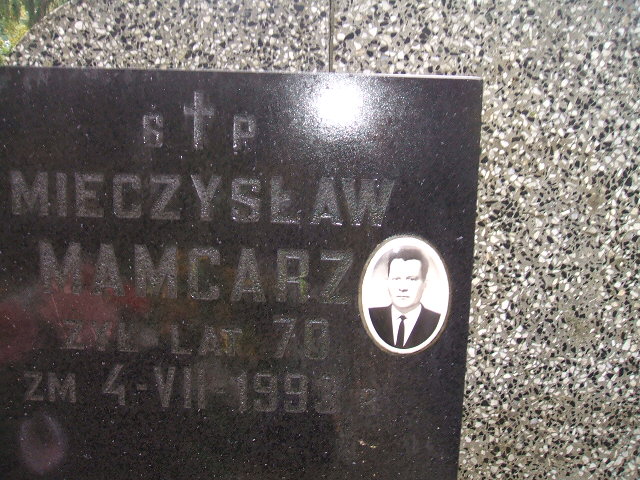 Ś P
MIECZYSŁAW
MAMCARZ
ŻYŁ LAT 70
ZM 4-VII-1993 R